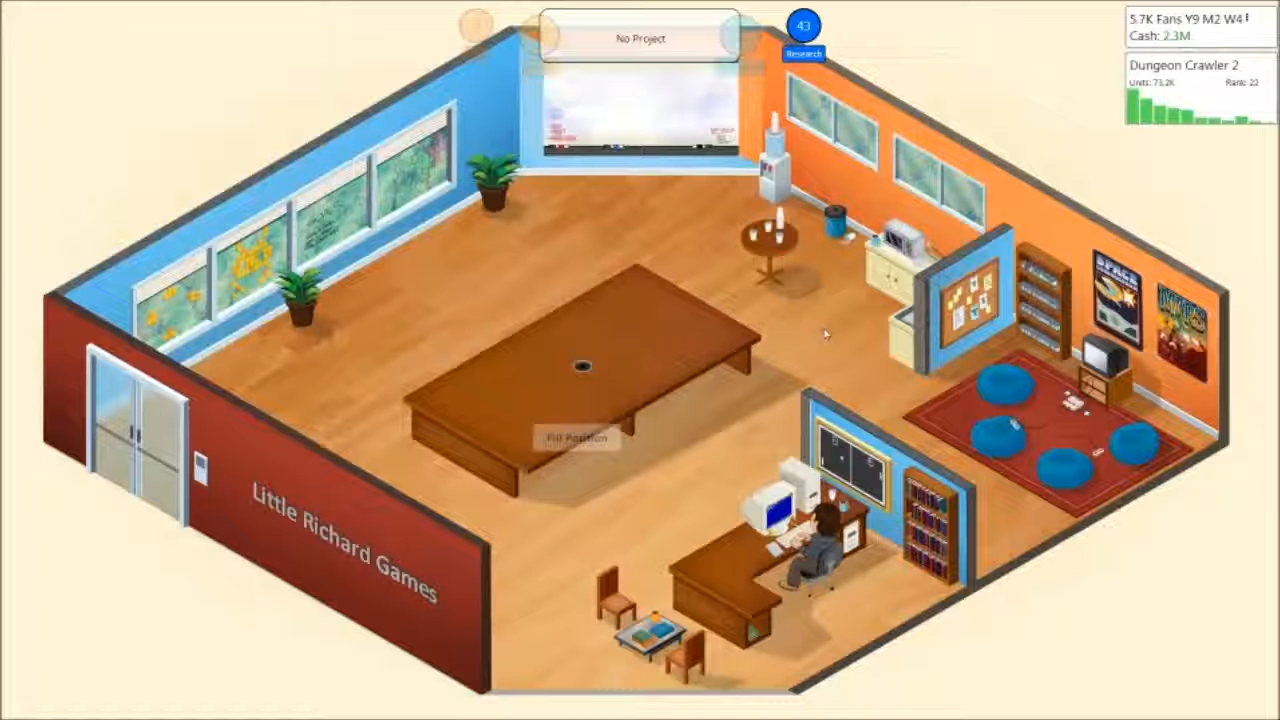 No Project
43
Research
5.7K Fans Y9 M2 W4
Cash: 2.3M
Dungeon Crawler 2
Units: 73.2K Rank: 22
SPACE
Fill Position
Little Richard Games